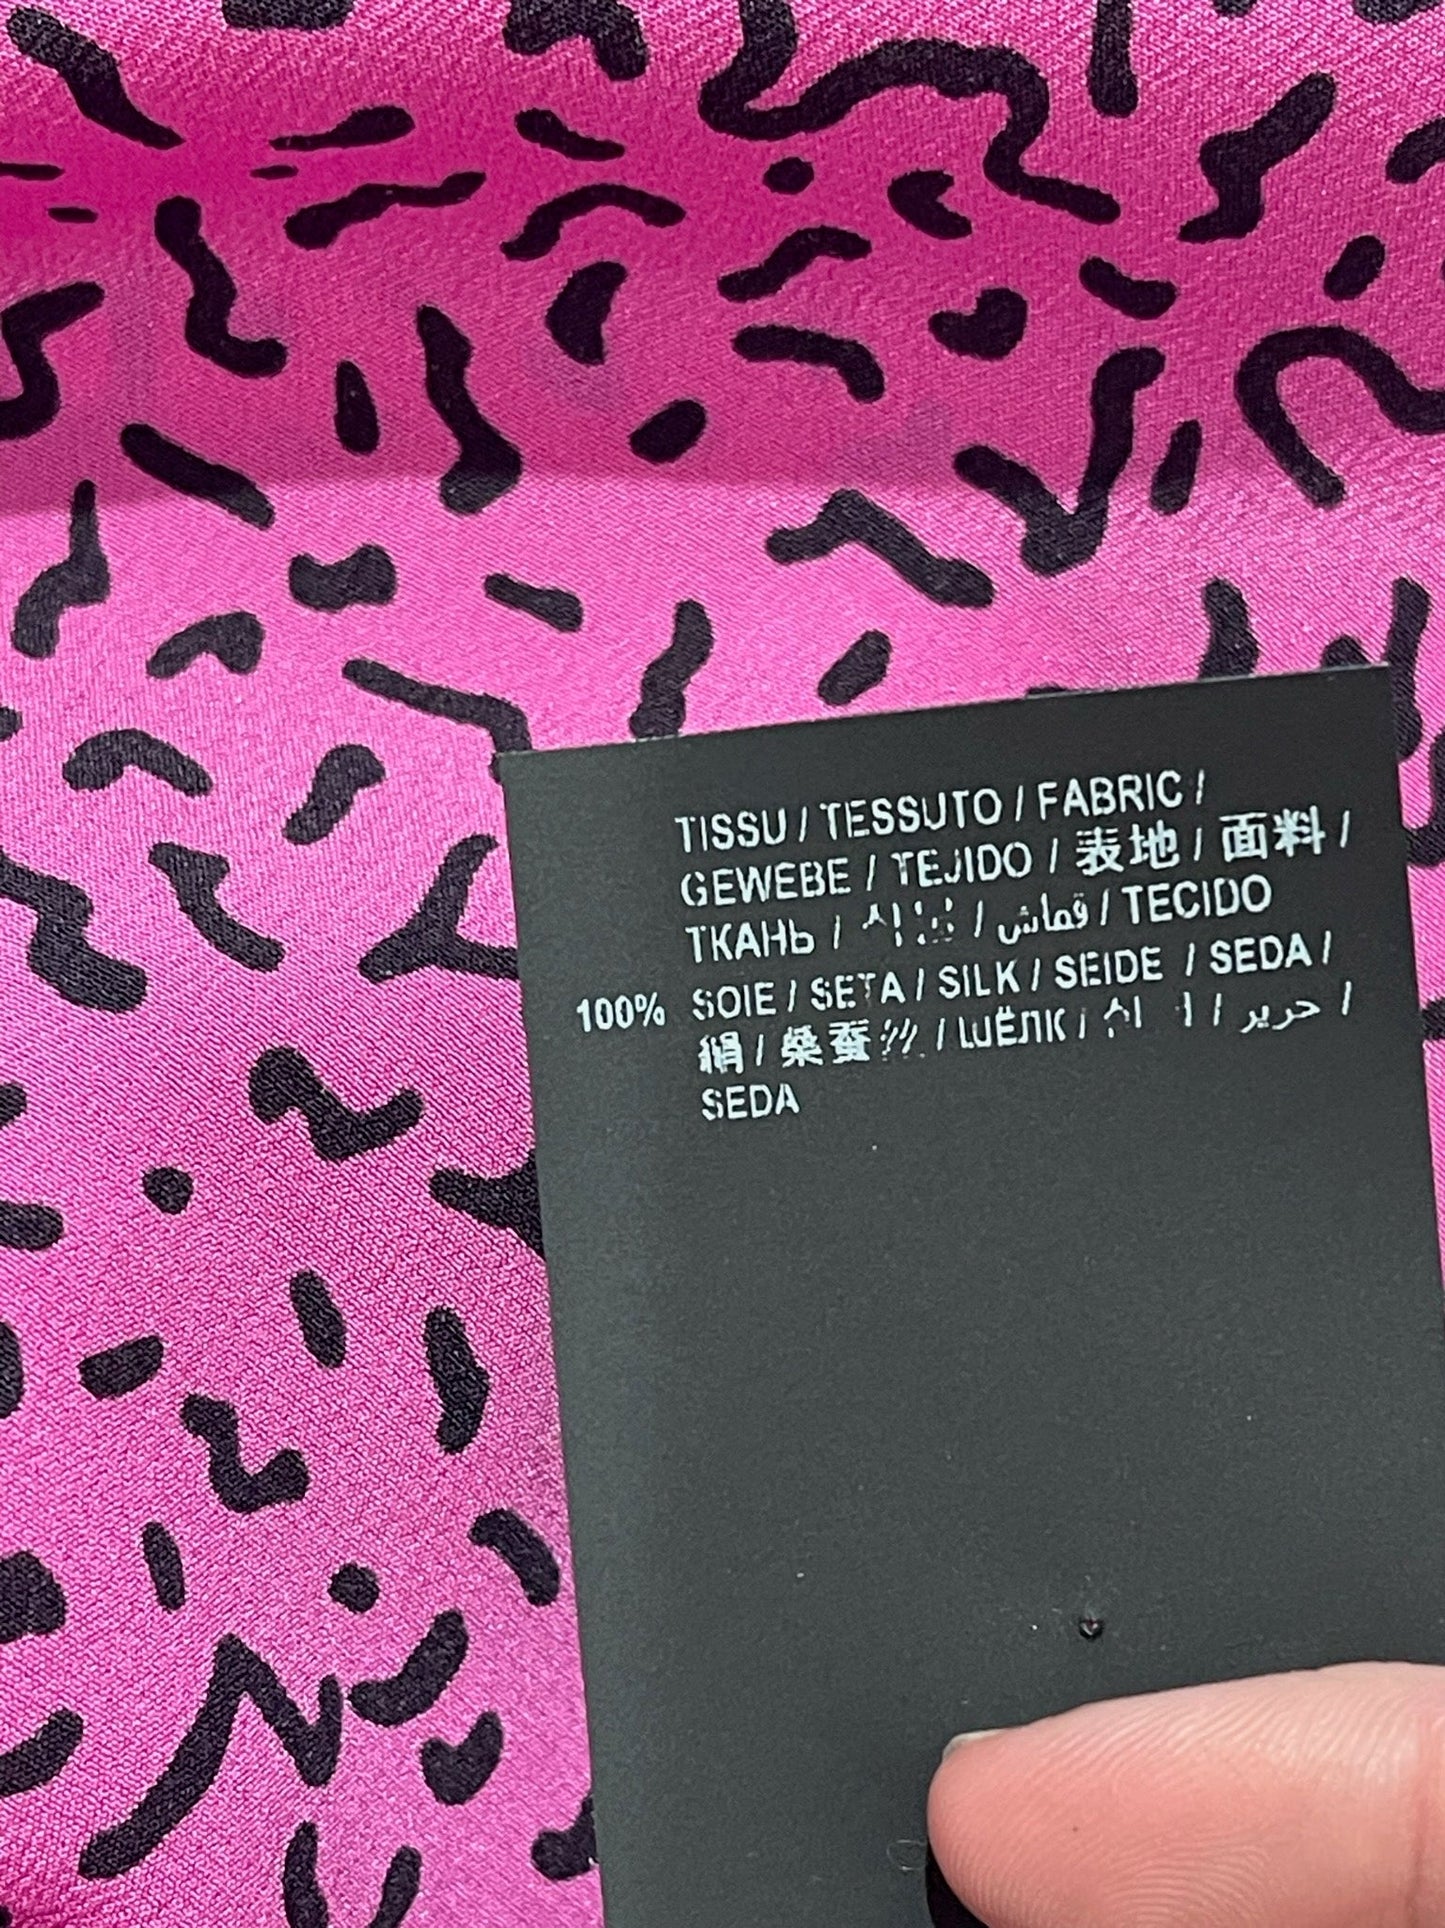 TISSU / TESSUTO / FABRIC /
GEWEBE / TEJIDO / 表地 / 面料 /
ТКАНЬ / / قماش / TECIDO
100% SOIE / SETA / SILK / SEIDE / SEDA /
絹 / 桑蚕 / ШЁЛК / / حرير /
SEDA